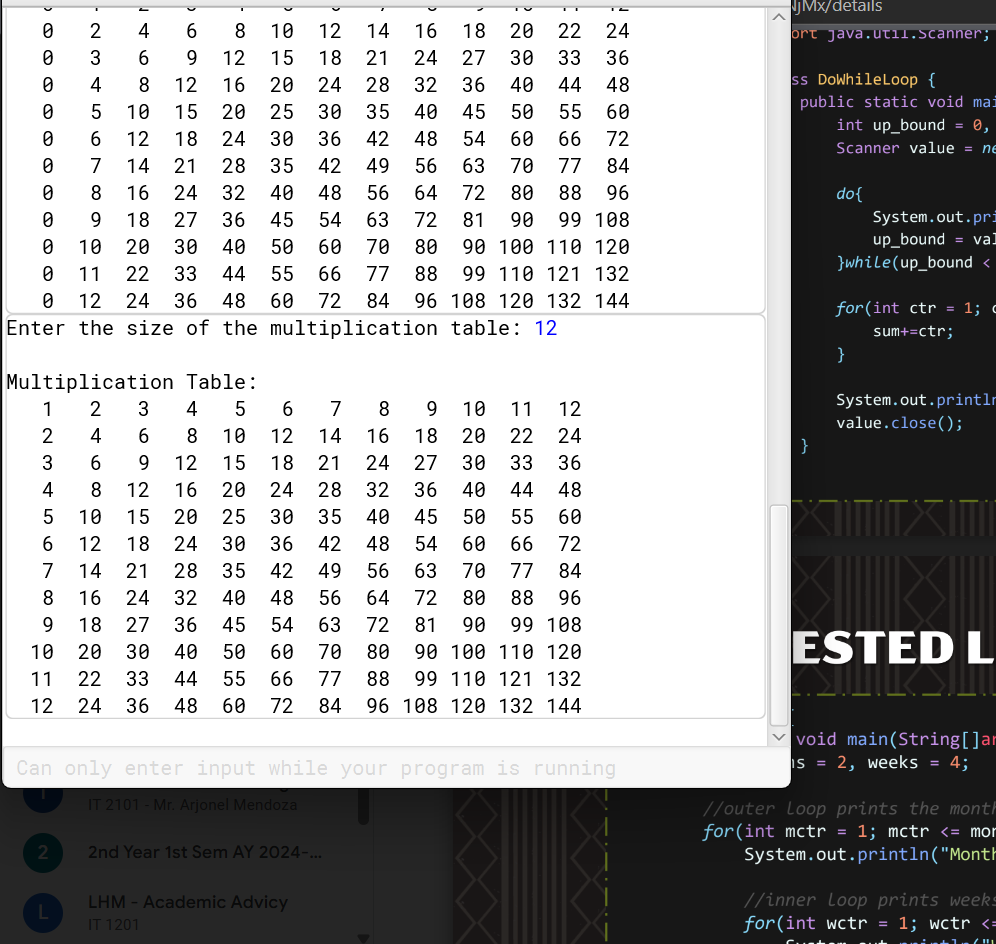 0 2 4 6 8 10 12 14 16 18 20 22 24
0 3 6 9 12 15 18 21 24 27 30 33 36
0 4 8 12 16 20 24 28 32 36 40 44 48
0 5 10 15 20 25 30 35 40 45 50 55 60
0 6 12 18 24 30 36 42 48 54 60 66 72
0 7 14 21 28 35 42 49 56 63 70 77 84
0 8 16 24 32 40 48 56 64 72 80 88 96
0 9 18 27 36 45 54 63 72 81 90 99 108
0 10 20 30 40 50 60 70 80 90 100 110 120
0 11 22 33 44 55 66 77 88 99 110 121 132
0 12 24 36 48 60 72 84 96 108 120 132 144
Enter the size of the multiplication table: 12
Multiplication Table:
1 2 3 4 5 6 7 8 9 10 11 12
2 4 6 8 10 12 14 16 18 20 22 24
3 6 9 12 15 18 21 24 27 30 33 36
4 8 12 16 20 24 28 32 36 40 44 48
5 10 15 20 25 30 35 40 45 50 55 60
6 12 18 24 30 36 42 48 54 60 66 72
7 14 21 28 35 42 49 56 63 70 77 84
8 16 24 32 40 48 56 64 72 80 88 96
9 18 27 36 45 54 63 72 81 90 99 108
10 20 30 40 50 60 70 80 90 100 110 120
11 22 33 44 55 66 77 88 99 110 121 132
12 24 36 48 60 72 84 96 108 120 132 144
Can only enter input while your program is running
IT 2101 - Mr. Arjonel Mendoza
2 2nd Year 1st Sem AY 2024-...
L LHM - Academic Advicy
IT 1201
jMx/details
ort java.util.Scanner;
ss DoWhileLoop {
public static void mai
int up_bound = 0,
Scanner value = ne
do{
System.out.pri
up_bound = val
}while(up_bound <
for(int ctr = 1; c
sum+=ctr;
}
System.out.println
value.close();
}
ESTED L
void main(String[]ar
s = 2, weeks = 4;
//outer loop prints the month
for(int mctr = 1; mctr <= mon
System.out.println("Month
//inner loop prints weeks
for(int wctr = 1; wctr <=